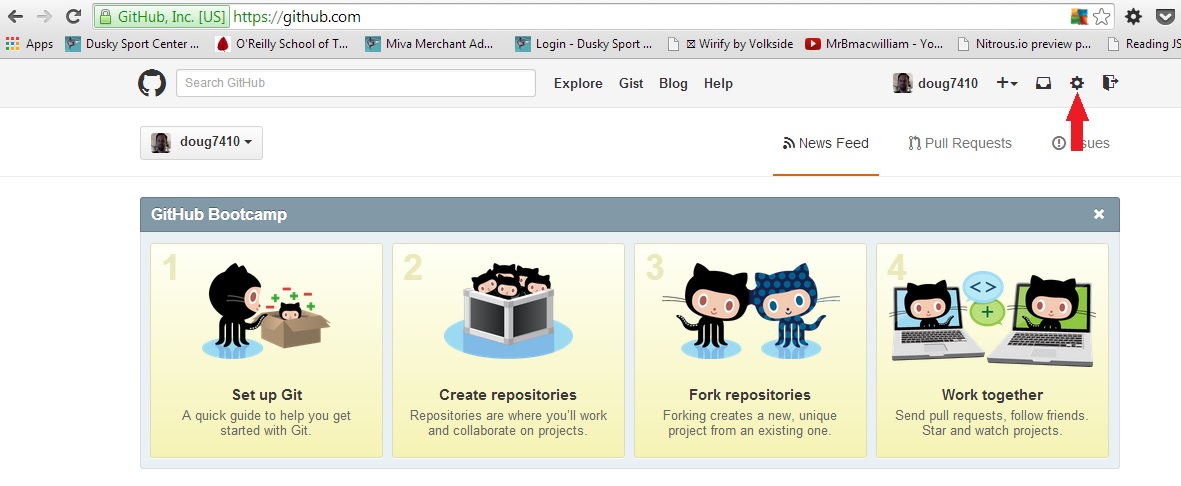 GitHub, Inc. [US] https://github.com
Apps Dusky Sport Center ... O'Reilly School of T... Miva Merchant Ad... Login - Dusky Sport ... Wirify by Volkside MrBmacwilliam - Yo... Nitrous.io preview p... Reading JS
Search GitHub Explore Gist Blog Help doug7410
doug7410 News Feed Pull Requests Issues
GitHub Bootcamp
1 2 3 4
<> +
Set up Git
A quick guide to help you get
started with Git.
Create repositories
Repositories are where you'll work
and collaborate on projects.
Fork repositories
Forking creates a new, unique
project from an existing one.
Work together
Send pull requests, follow friends.
Star and watch projects.